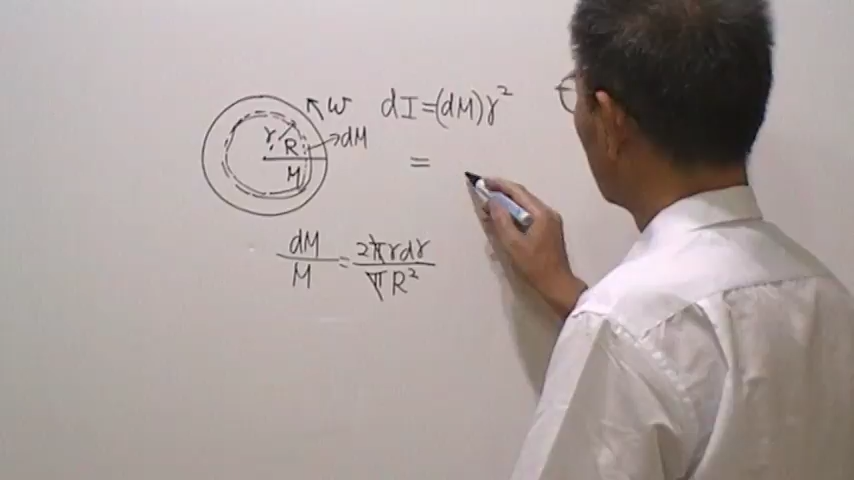 w
dI=(dM)r²
r
R
dM
M
=
dM/M = 2πrdr/πR²